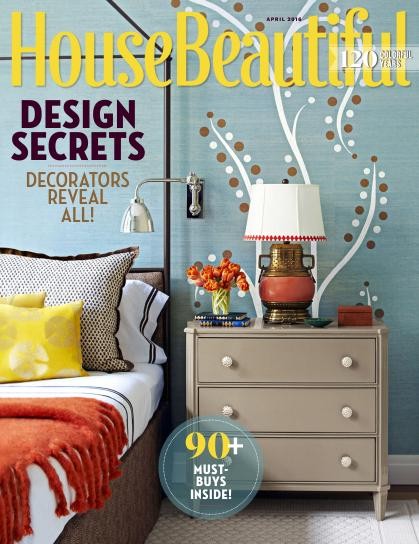 APRIL 2016
HouseBeautiful
120 COLORFUL YEARS
DESIGN
SECRETS
DECORATORS
REVEAL
ALL!
90+
MUST-
BUYS
INSIDE!